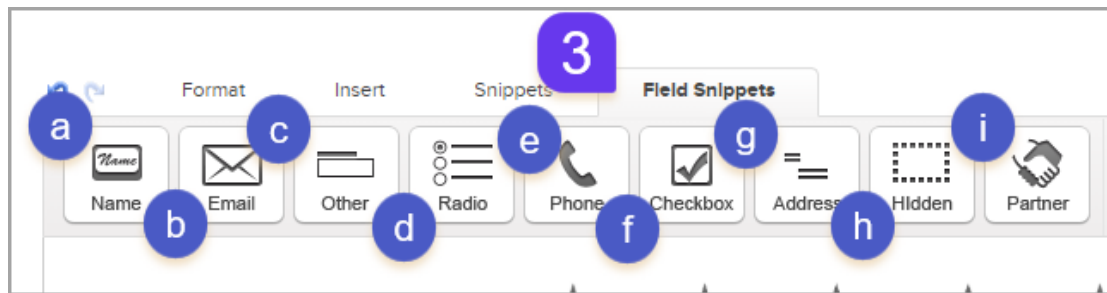 3
Format Insert Snippets Field Snippets
a c e g i
Name
Name Email Other Radio Phone Checkbox Address HIdden Partner
b d f h